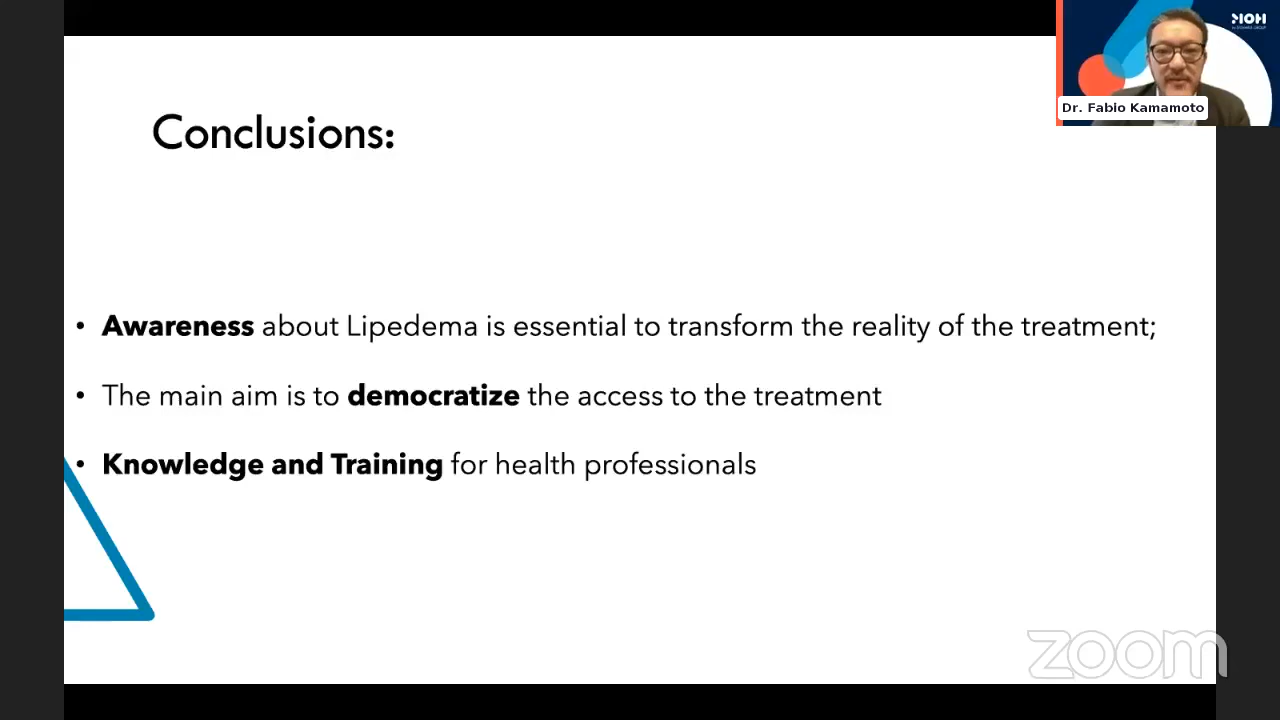 Conclusions:
Dr. Fabio Kamamoto
• Awareness about Lipedema is essential to transform the reality of the treatment;
• The main aim is to democratize the access to the treatment
• Knowledge and Training for health professionals
zoom